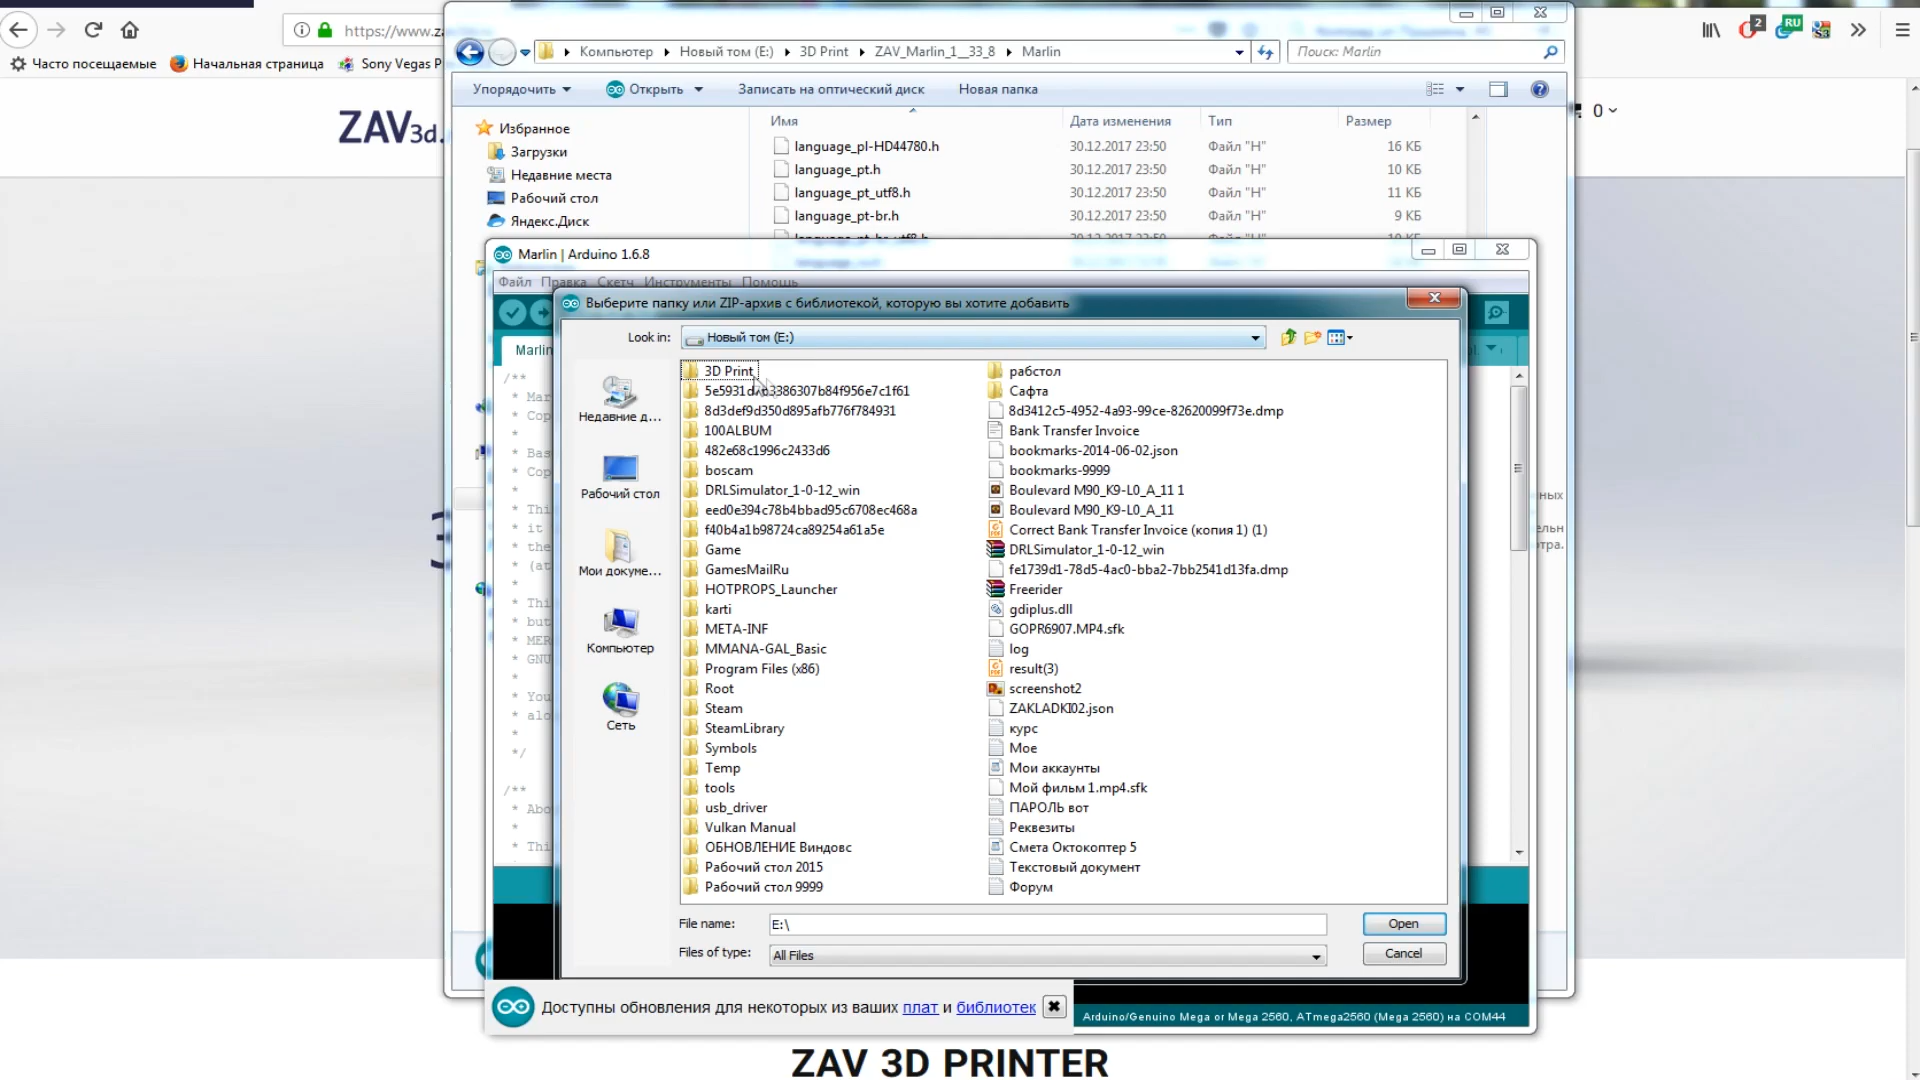 https://www.za
Часто посещаемые
Начальная страница
Sony Vegas P
2
RU
ZAV3d.
0
Компьютер
Новый том (E:)
3D Print
ZAV_Marlin_1__33_8
Marlin
Поиск: Marlin
Упорядочить
Открыть
Записать на оптический диск
Новая папка
Избранное
Загрузки
Недавние места
Рабочий стол
Яндекс.Диск
Имя
Дата изменения
Тип
Размер
language_pl-HD44780.h 30.12.2017 23:50 Файл "H" 16 КБ
language_pt.h 30.12.2017 23:50 Файл "H" 10 КБ
language_pt_utf8.h 30.12.2017 23:50 Файл "H" 11 КБ
language_pt-br.h 30.12.2017 23:50 Файл "H" 9 КБ
Marlin | Arduino 1.6.8
Файл Правка Скетч Инструменты Помощь
Marlin
Выберите папку или ZIP-архив с библиотекой, которую вы хотите добавить
Look in:
Новый том (E:)
Недавние д...
Рабочий стол
Мои докуме...
Компьютер
Сеть
3D Print
8d3def9d350d895afb776f784931
100ALBUM
482e68c1996c2433d6
boscam
DRLSimulator_1-0-12_win
eed0e394c78b4bbad95c6708ec468a
f40b4a1b98724ca89254a61a5e
Game
GamesMailRu
HOTPROPS_Launcher
karti
META-INF
MMANA-GAL_Basic
Program Files (x86)
Root
Steam
SteamLibrary
Symbols
Temp
tools
usb_driver
Vulkan Manual
ОБНОВЛЕНИЕ Виндовс
Рабочий стол 2015
Рабочий стол 9999
рабстол
Сафта
8d3412c5-4952-4a93-99ce-82620099f73e.dmp
Bank Transfer Invoice
bookmarks-2014-06-02.json
bookmarks-9999
Boulevard M90_K9-L0_A_11 1
Boulevard M90_K9-L0_A_11
Correct Bank Transfer Invoice (копия 1) (1)
DRLSimulator_1-0-12_win
fe1739d1-78d5-4ac0-bba2-7bb2541d13fa.dmp
Freerider
gdiplus.dll
GOPR6907.MP4.sfk
log
result(3)
screenshot2
ZAKLADKI02.json
курс
Мое
Мои аккаунты
Мой фильм 1.mp4.sfk
ПАРОЛЬ вот
Реквезиты
Смета Октокоптер 5
Текстовый документ
Форум
File name:
E:\
Open
Files of type:
All Files
Cancel
Доступны обновления для некоторых из ваших плат и библиотек
Arduino/Genuino Mega or Mega 2560, ATmega2560 (Mega 2560) на COM44
ZAV 3D PRINTER